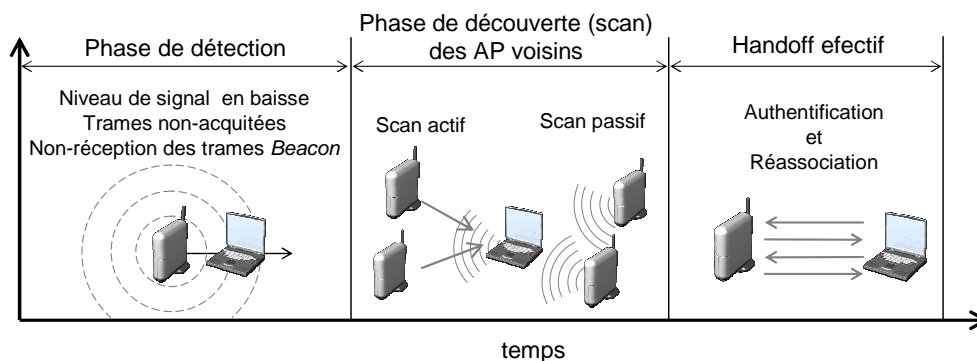 Phase de détection
Phase de découverte (scan)
des AP voisins
Handoff efectif
Niveau de signal en baisse
Trames non-acquitées
Non-réception des trames Beacon
Scan actif
Scan passif
Authentification
et
Réassociation
temps